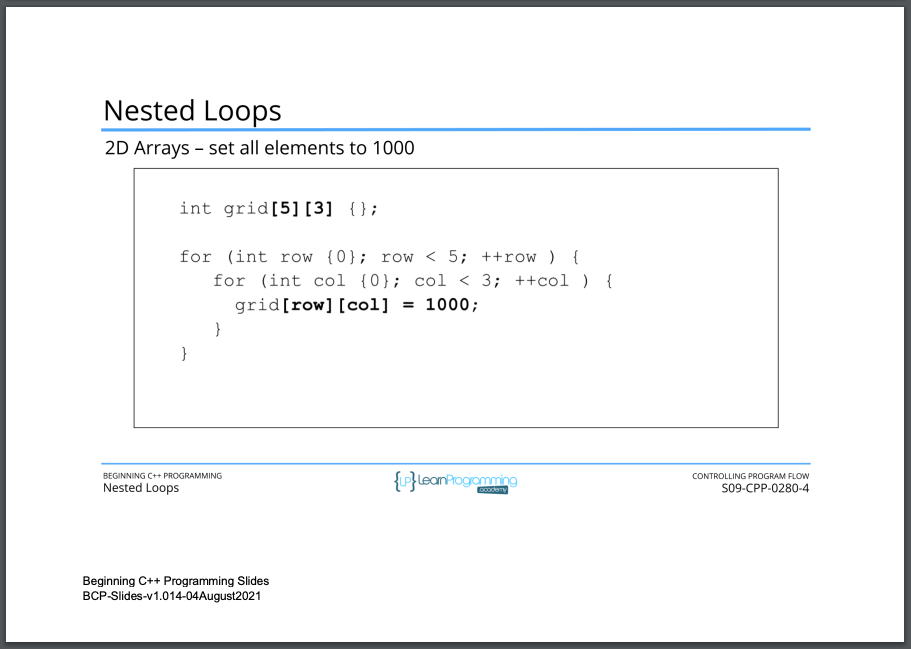 Nested Loops
2D Arrays – set all elements to 1000
int grid[5][3] {};
for (int row {0}; row < 5; ++row ) {
for (int col {0}; col < 3; ++col ) {
grid[row][col] = 1000;
}
}
BEGINNING C++ PROGRAMMING
Nested Loops
{LP}LearnProgramming
academy
CONTROLLING PROGRAM FLOW
S09-CPP-0280-4
Beginning C++ Programming Slides
BCP-Slides-v1.014-04August2021